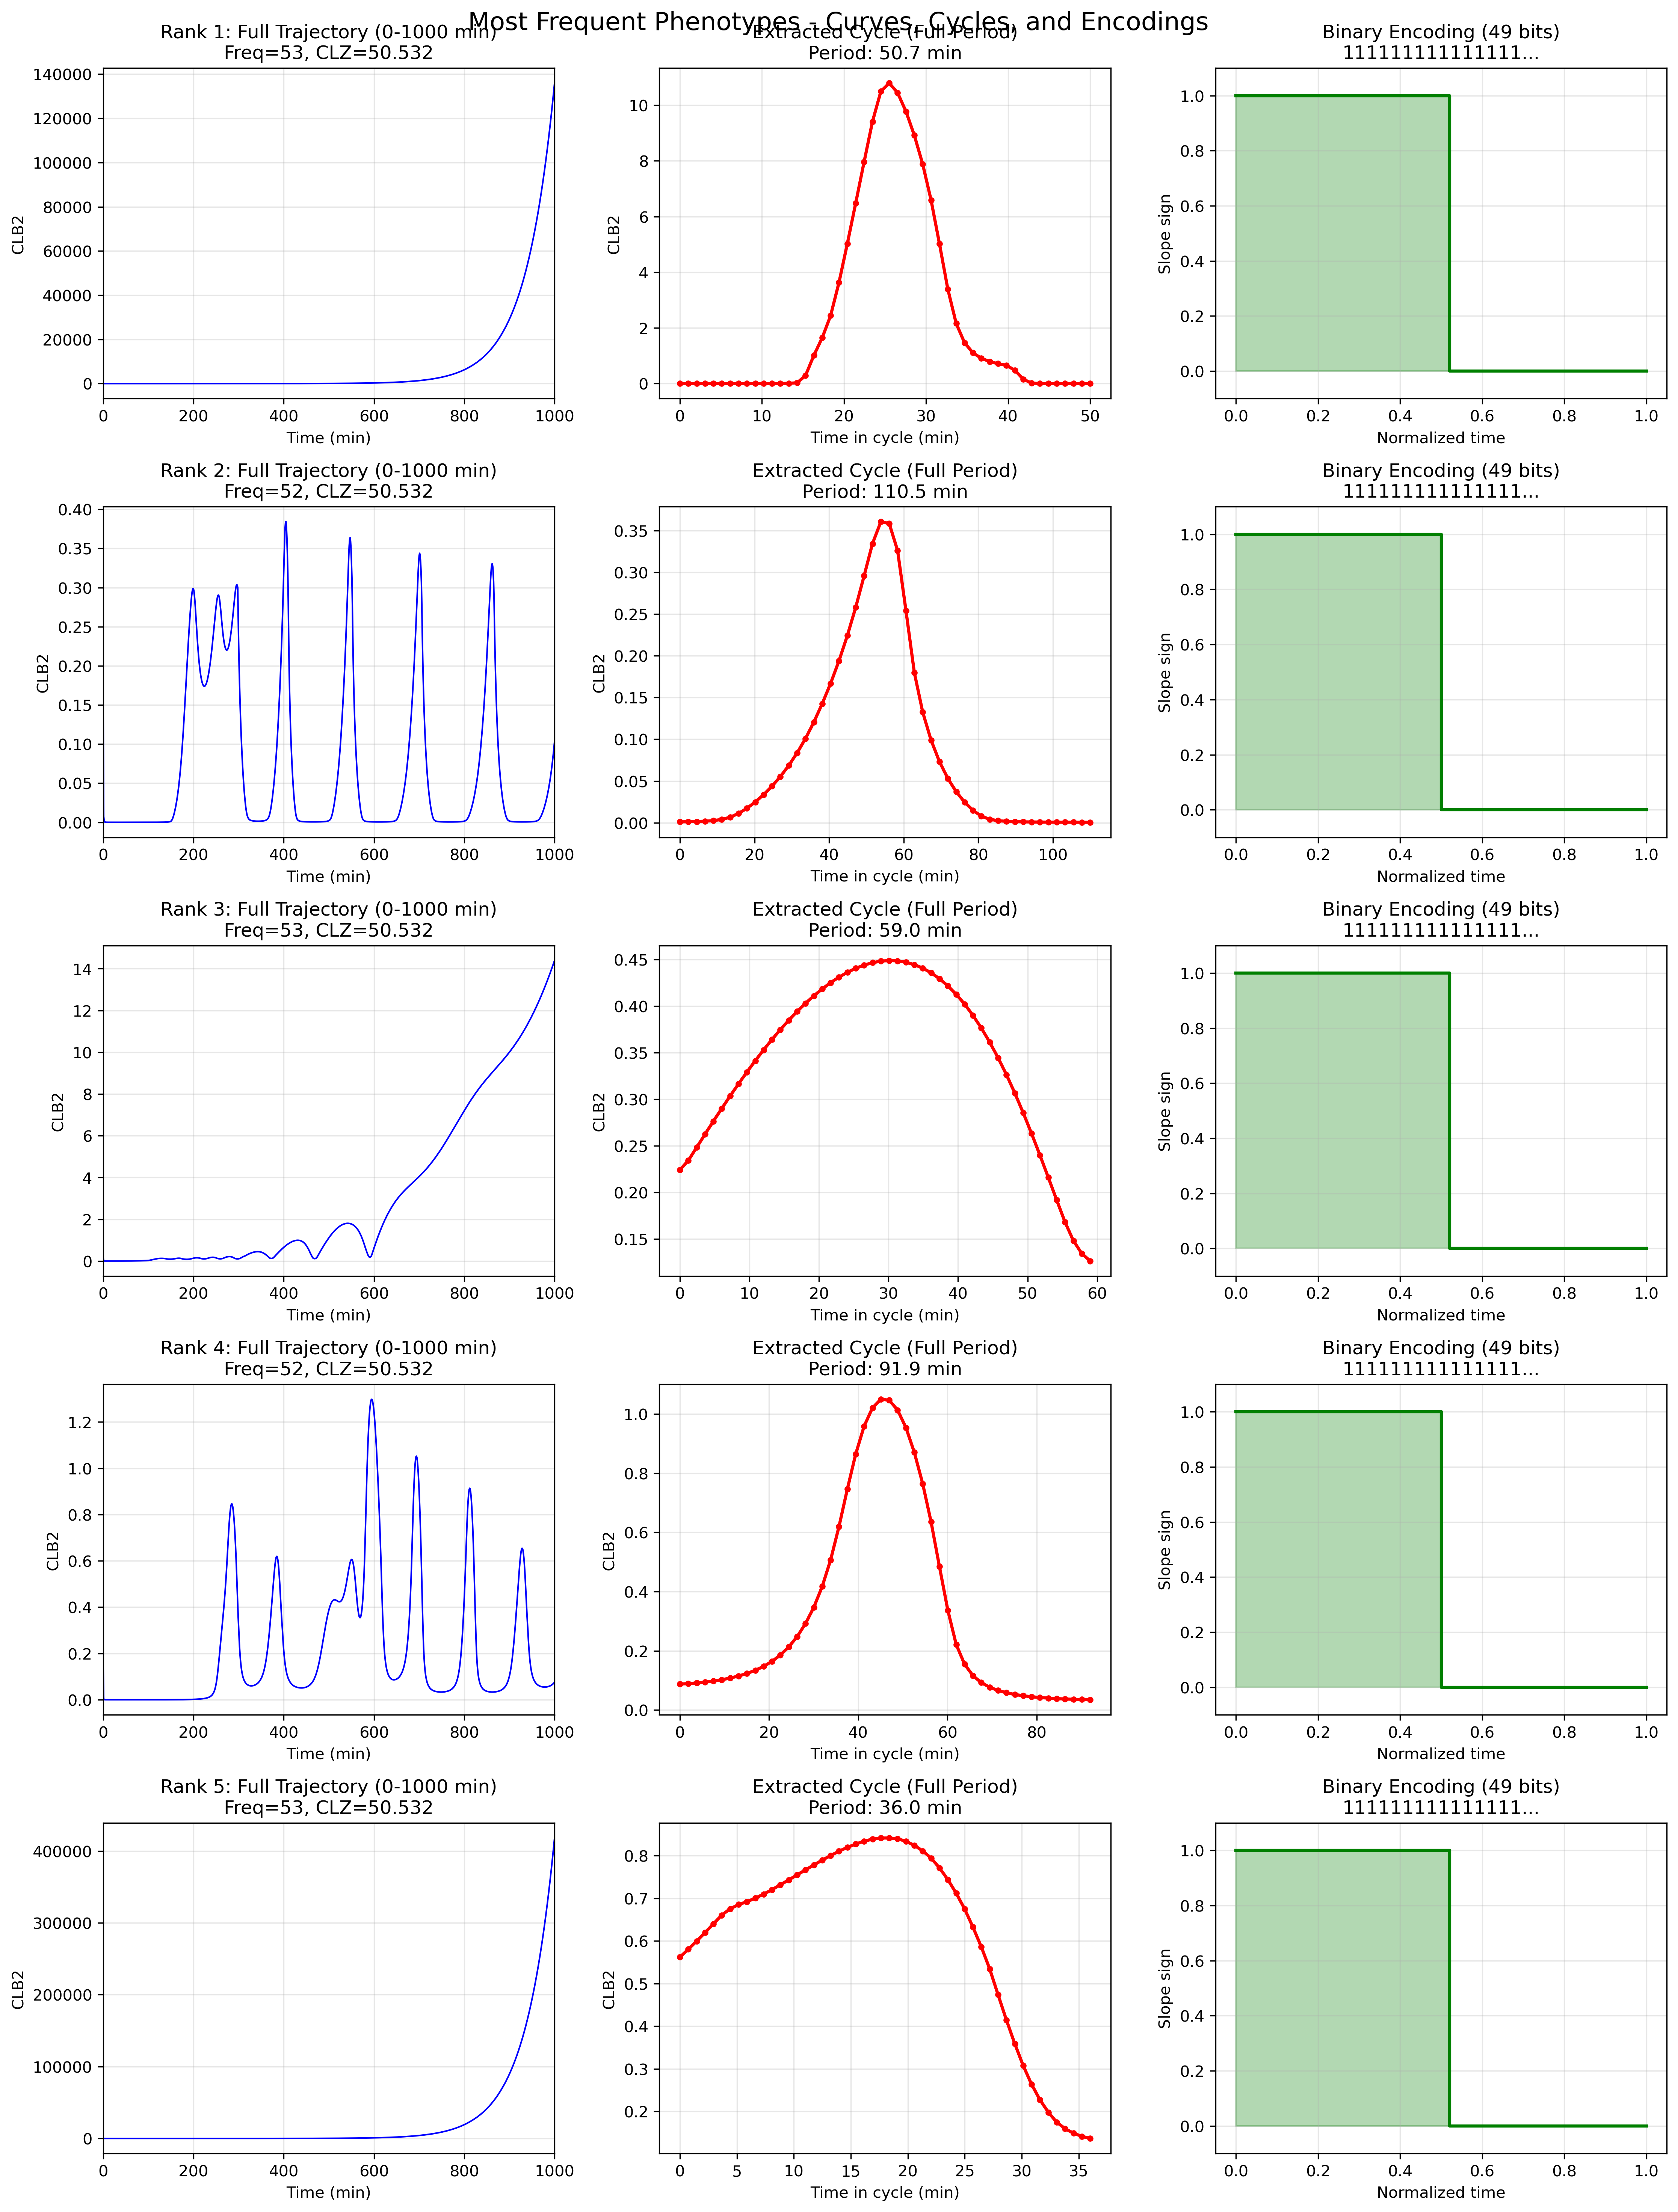 Most Frequent Phenotypes - Curves, Cycles, and Encodings
Rank 1: Full Trajectory (0-1000 min)
Freq=53, CLZ=50.532
140000
120000
100000
80000
60000
40000
20000
0
CLB2
0 200 400 600 800 1000
Time (min)
Extracted Cycle (Full Period)
Period: 50.7 min
10
8
6
4
2
0
CLB2
0 10 20 30 40 50
Time in cycle (min)
Binary Encoding (49 bits)
111111111111111...
1.0
0.8
0.6
0.4
0.2
0.0
Slope sign
0.0 0.2 0.4 0.6 0.8 1.0
Normalized time
Rank 2: Full Trajectory (0-1000 min)
Freq=52, CLZ=50.532
0.40
0.35
0.30
0.25
0.20
0.15
0.10
0.05
0.00
CLB2
0 200 400 600 800 1000
Time (min)
Extracted Cycle (Full Period)
Period: 110.5 min
0.35
0.30
0.25
0.20
0.15
0.10
0.05
0.00
CLB2
0 20 40 60 80 100
Time in cycle (min)
Binary Encoding (49 bits)
111111111111111...
1.0
0.8
0.6
0.4
0.2
0.0
Slope sign
0.0 0.2 0.4 0.6 0.8 1.0
Normalized time
Rank 3: Full Trajectory (0-1000 min)
Freq=53, CLZ=50.532
14
12
10
8
6
4
2
0
CLB2
0 200 400 600 800 1000
Time (min)
Extracted Cycle (Full Period)
Period: 59.0 min
0.45
0.40
0.35
0.30
0.25
0.20
0.15
CLB2
0 10 20 30 40 50 60
Time in cycle (min)
Binary Encoding (49 bits)
111111111111111...
1.0
0.8
0.6
0.4
0.2
0.0
Slope sign
0.0 0.2 0.4 0.6 0.8 1.0
Normalized time
Rank 4: Full Trajectory (0-1000 min)
Freq=52, CLZ=50.532
1.2
1.0
0.8
0.6
0.4
0.2
0.0
CLB2
0 200 400 600 800 1000
Time (min)
Extracted Cycle (Full Period)
Period: 91.9 min
1.0
0.8
0.6
0.4
0.2
0.0
CLB2
0 20 40 60 80
Time in cycle (min)
Binary Encoding (49 bits)
111111111111111...
1.0
0.8
0.6
0.4
0.2
0.0
Slope sign
0.0 0.2 0.4 0.6 0.8 1.0
Normalized time
Rank 5: Full Trajectory (0-1000 min)
Freq=53, CLZ=50.532
400000
300000
200000
100000
0
CLB2
0 200 400 600 800 1000
Time (min)
Extracted Cycle (Full Period)
Period: 36.0 min
0.8
0.7
0.6
0.5
0.4
0.3
0.2
CLB2
0 5 10 15 20 25 30 35
Time in cycle (min)
Binary Encoding (49 bits)
111111111111111...
1.0
0.8
0.6
0.4
0.2
0.0
Slope sign
0.0 0.2 0.4 0.6 0.8 1.0
Normalized time